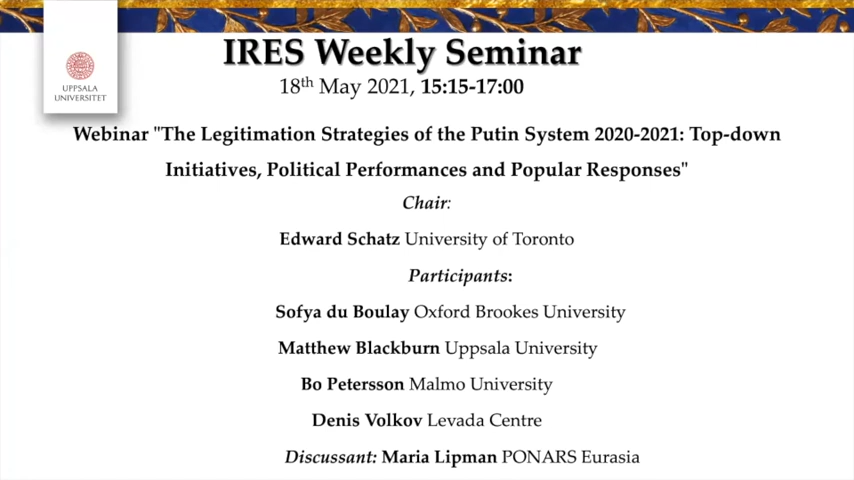 IRES Weekly Seminar
UPPSALA
UNIVERSITET
18th May 2021, 15:15-17:00
Webinar "The Legitimation Strategies of the Putin System 2020-2021: Top-down
Initiatives, Political Performances and Popular Responses"
Chair:
Edward Schatz University of Toronto
Participants:
Sofya du Boulay Oxford Brookes University
Matthew Blackburn Uppsala University
Bo Petersson Malmo University
Denis Volkov Levada Centre
Discussant: Maria Lipman PONARS Eurasia